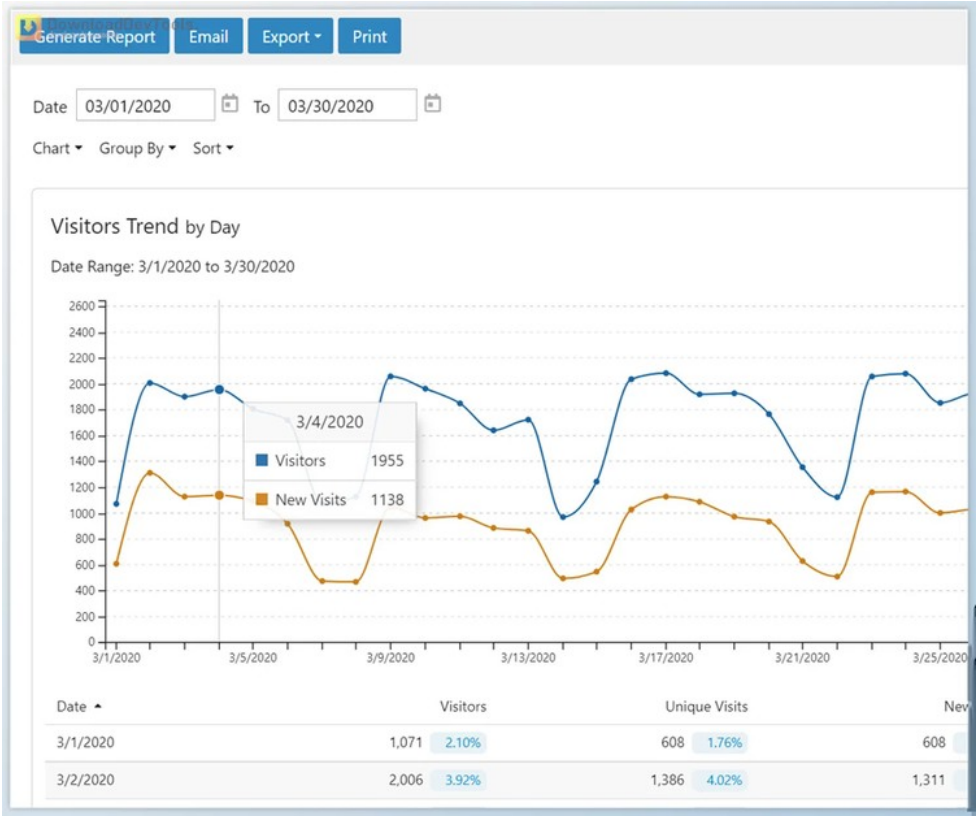 DownloadDevTools
Generate Report Email Export Print
Date 03/01/2020 To 03/30/2020
Chart Group By Sort
Visitors Trend by Day
Date Range: 3/1/2020 to 3/30/2020
2600
2400
2200
2000
1800
1600
1400
1200
1000
800
600
400
200
0
3/4/2020
Visitors 1955
New Visits 1138
3/1/2020 3/5/2020 3/9/2020 3/13/2020 3/17/2020 3/21/2020 3/25/2020
Date Visitors Unique Visits New
3/1/2020 1,071 2.10% 608 1.76% 608
3/2/2020 2,006 3.92% 1,386 4.02% 1,311